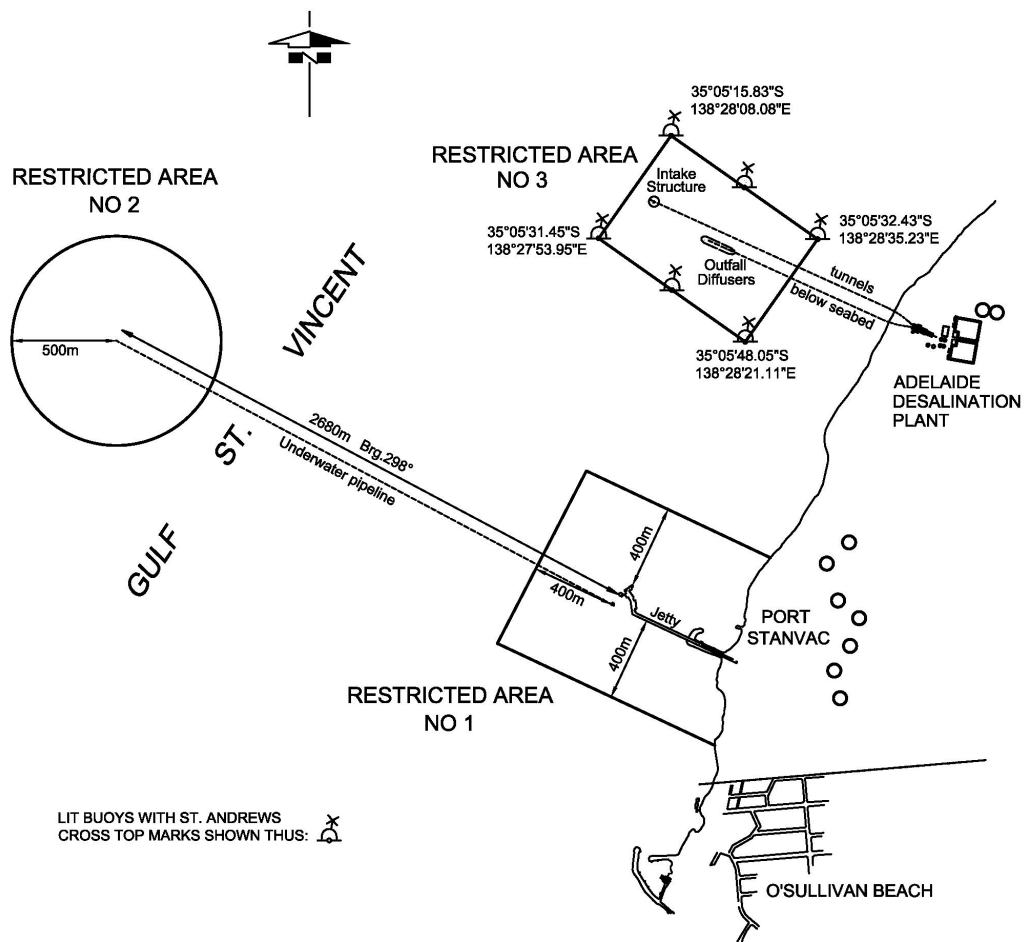 N
35°05'15.83"S
138°28'08.08"E
RESTRICTED AREA
NO 3
RESTRICTED AREA
NO 2
Intake
Structure
35°05'31.45"S
138°27'53.95"E
35°05'32.43"S
138°28'35.23"E
Outfall
Diffusers
tunnels
below seabed
35°05'48.05"S
138°28'21.11"E
ADELAIDE
DESALINATION
PLANT
500m
GULF ST. VINCENT
2680m Brg.298°
Underwater pipeline
400m
400m
Jetty
400m
PORT
STANVAC
RESTRICTED AREA
NO 1
LIT BUOYS WITH ST. ANDREWS
CROSS TOP MARKS SHOWN THUS:
O'SULLIVAN BEACH